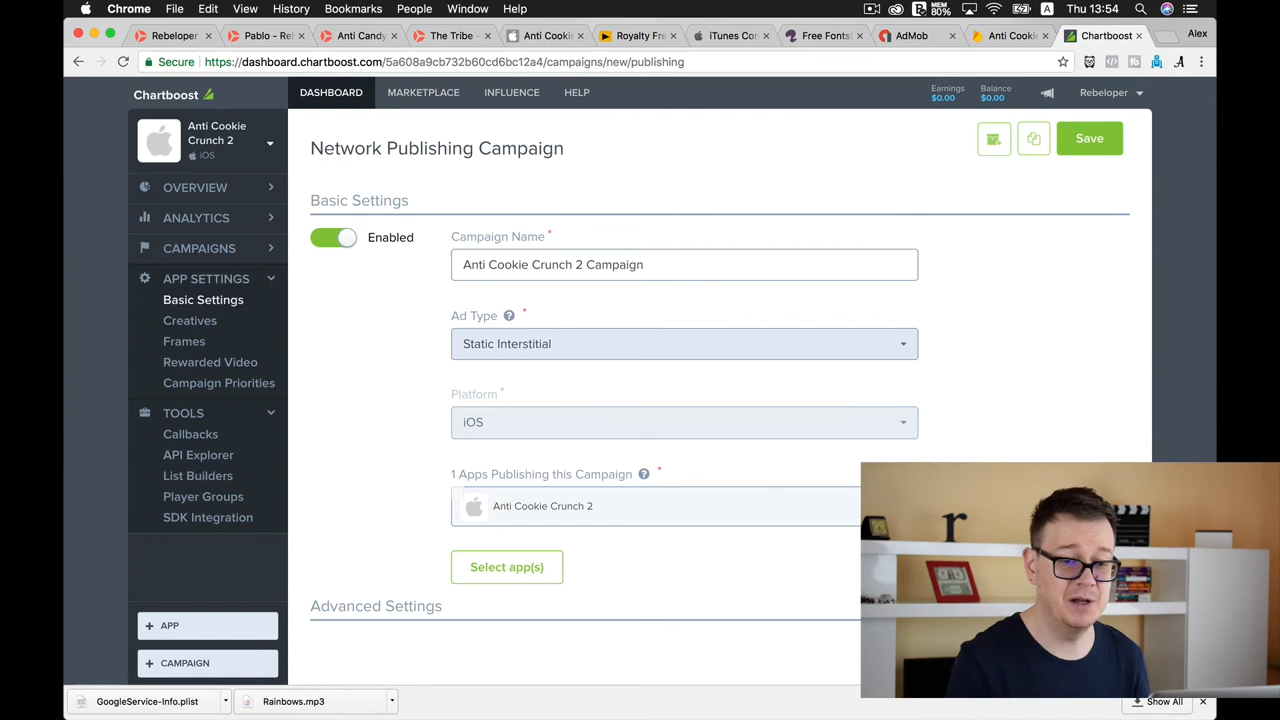 Chrome File Edit View History Bookmarks People Window Help MEM 80% A Thu 13:54
Rebeloper Pablo - Re Anti Candy The Tribe - Anti Cooki Royalty Fre iTunes Con Free Fonts! AdMob Anti Cooki Chartboost Alex
Secure https://dashboard.chartboost.com/5a608a9cb732b60cd6bc12a4/campaigns/new/publishing
Chartboost DASHBOARD MARKETPLACE INFLUENCE HELP Earnings $0.00 Balance $0.00 Rebeloper
Anti Cookie
Crunch 2
iOS
OVERVIEW
ANALYTICS
CAMPAIGNS
APP SETTINGS
Basic Settings
Creatives
Frames
Rewarded Video
Campaign Priorities
TOOLS
Callbacks
API Explorer
List Builders
Player Groups
SDK Integration
+ APP
+ CAMPAIGN
Network Publishing Campaign
Save
Basic Settings
Enabled
Campaign Name *
Anti Cookie Crunch 2 Campaign
Ad Type ? *
Static Interstitial
Platform *
iOS
1 Apps Publishing this Campaign ? *
Anti Cookie Crunch 2
Select app(s)
Advanced Settings
r
GoogleService-Info.plist Rainbows.mp3 Show All